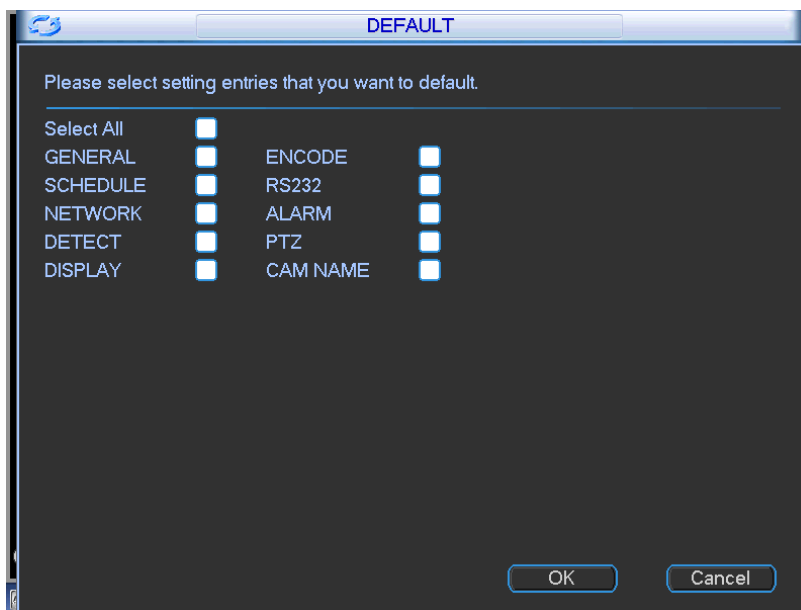 DEFAULT
Please select setting entries that you want to default.
Select All
GENERAL ENCODE
SCHEDULE RS232
NETWORK ALARM
DETECT PTZ
DISPLAY CAM NAME
OK Cancel